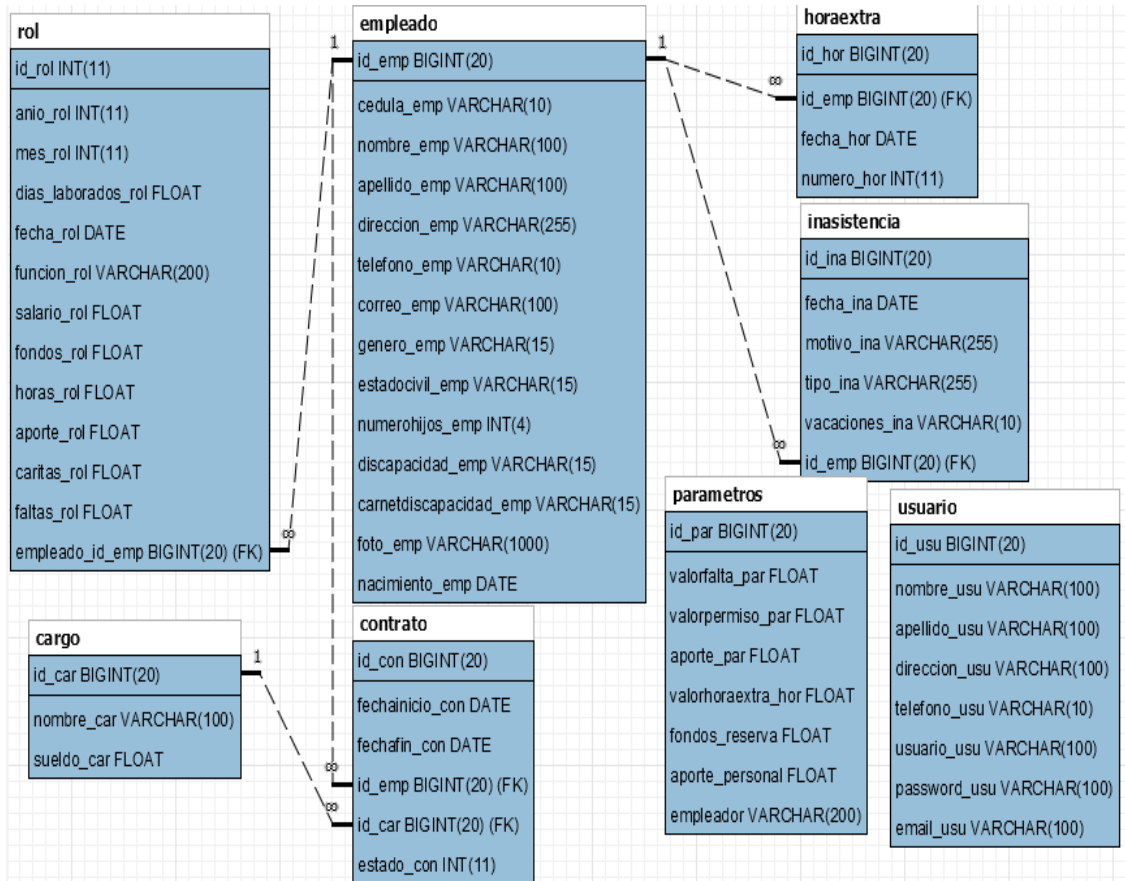 rol
id_rol INT(11)
anio_rol INT(11)
mes_rol INT(11)
dias_laborados_rol FLOAT
fecha_rol DATE
funcion_rol VARCHAR(200)
salario_rol FLOAT
fondos_rol FLOAT
horas_rol FLOAT
aporte_rol FLOAT
caritas_rol FLOAT
faltas_rol FLOAT
empleado_id_emp BIGINT(20) (FK)
∞
1
empleado
id_emp BIGINT(20)
cedula_emp VARCHAR(10)
nombre_emp VARCHAR(100)
apellido_emp VARCHAR(100)
direccion_emp VARCHAR(255)
telefono_emp VARCHAR(10)
correo_emp VARCHAR(100)
genero_emp VARCHAR(15)
estadocivil_emp VARCHAR(15)
numerohijos_emp INT(4)
discapacidad_emp VARCHAR(15)
carnetdiscapacidad_emp VARCHAR(15)
foto_emp VARCHAR(1000)
nacimiento_emp DATE
1
∞
horaextra
id_hor BIGINT(20)
id_emp BIGINT(20) (FK)
fecha_hor DATE
numero_hor INT(11)
inasistencia
id_ina BIGINT(20)
fecha_ina DATE
motivo_ina VARCHAR(255)
tipo_ina VARCHAR(255)
vacaciones_ina VARCHAR(10)
∞
id_emp BIGINT(20) (FK)
cargo
id_car BIGINT(20)
nombre_car VARCHAR(100)
sueldo_car FLOAT
1
contrato
id_con BIGINT(20)
fechainicio_con DATE
fechafin_con DATE
∞
id_emp BIGINT(20) (FK)
∞
id_car BIGINT(20) (FK)
estado_con INT(11)
parametros
id_par BIGINT(20)
valorfalta_par FLOAT
valorpermiso_par FLOAT
aporte_par FLOAT
valorhoraextra_hor FLOAT
fondos_reserva FLOAT
aporte_personal FLOAT
empleador VARCHAR(200)
usuario
id_usu BIGINT(20)
nombre_usu VARCHAR(100)
apellido_usu VARCHAR(100)
direccion_usu VARCHAR(100)
telefono_usu VARCHAR(10)
usuario_usu VARCHAR(100)
password_usu VARCHAR(100)
email_usu VARCHAR(100)